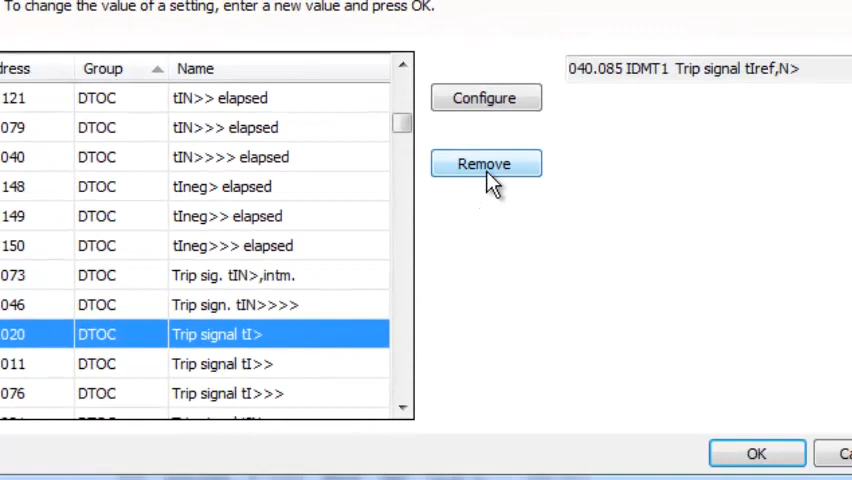 To change the value of a setting, enter a new value and press OK.
dress Group Name
121 DTOC tIN>> elapsed
079 DTOC tIN>>> elapsed
040 DTOC tIN>>>> elapsed
148 DTOC tIneg> elapsed
149 DTOC tIneg>> elapsed
150 DTOC tIneg>>> elapsed
073 DTOC Trip sig. tIN>,intm.
046 DTOC Trip sign. tIN>>>>
020 DTOC Trip signal tI>
011 DTOC Trip signal tI>>
076 DTOC Trip signal tI>>>
Configure
Remove
040.085 IDMT1 Trip signal tIref,N>
OK
Ca